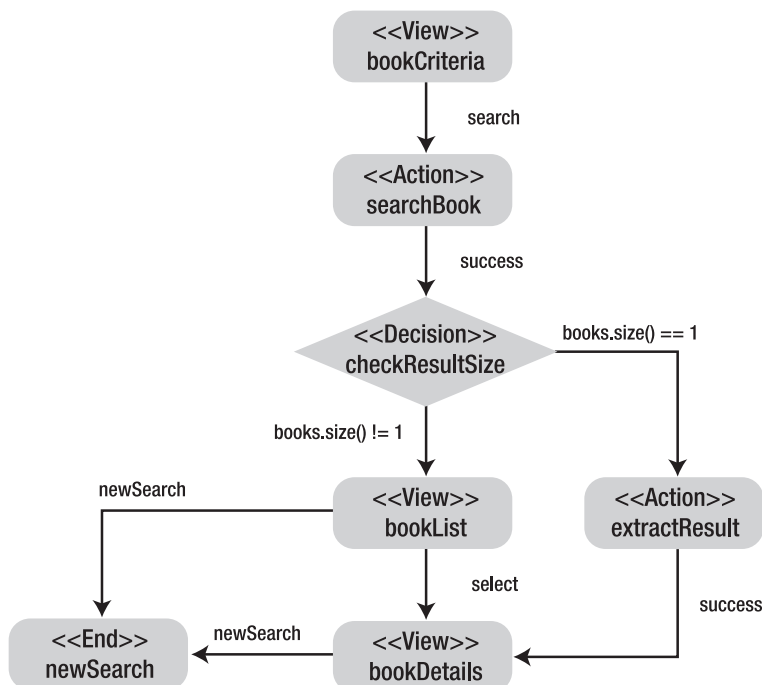 <<View>>
bookCriteria
search
<<Action>>
searchBook
success
<<Decision>>
checkResultSize
books.size() == 1
books.size() != 1
newSearch
<<View>>
bookList
<<Action>>
extractResult
select
success
<<End>>
newSearch
newSearch
<<View>>
bookDetails